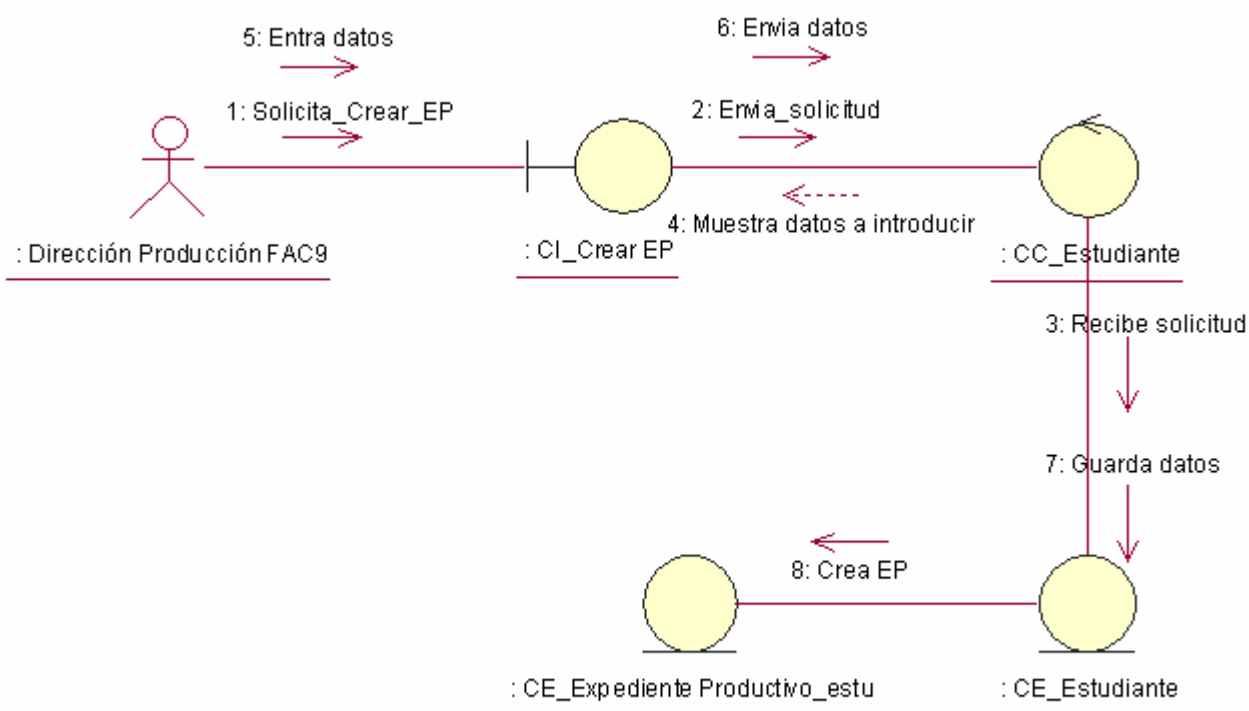 5: Entra datos
6: Envia datos
1: Solicita_Crear_EP
2: Envia_solicitud
4: Muestra datos a introducir
: Dirección Producción FAC9
: CI_Crear EP
: CC_Estudiante
3: Recibe solicitud
7: Guarda datos
8: Crea EP
: CE_Expediente Productivo_estu
: CE_Estudiante